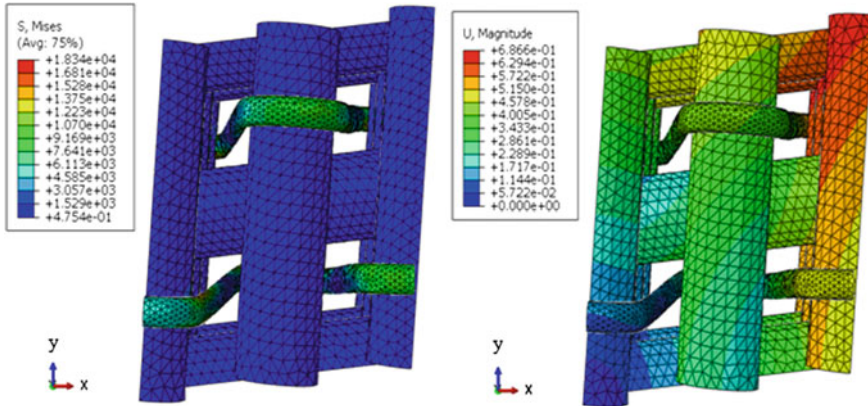 S, Mises
(Avg: 75%)
+1.834e+04
+1.681e+04
+1.528e+04
+1.375e+04
+1.223e+04
+1.070e+04
+9.169e+03
+7.641e+03
+6.113e+03
+4.585e+03
+3.057e+03
+1.529e+03
+4.754e-01
y
x
U, Magnitude
+6.866e-01
+6.294e-01
+5.722e-01
+5.150e-01
+4.578e-01
+4.005e-01
+3.433e-01
+2.861e-01
+2.289e-01
+1.717e-01
+1.144e-01
+5.722e-02
+0.000e+00
y
x